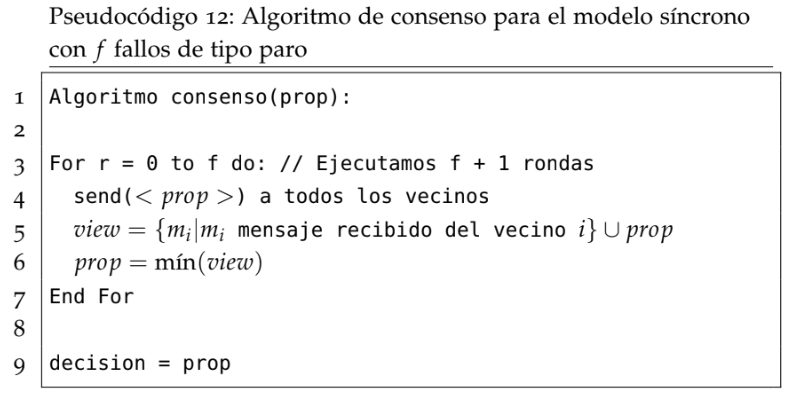 Pseudocódigo 12: Algoritmo de consenso para el modelo síncrono
con f fallos de tipo paro
1 Algoritmo consenso(prop):
2
3 For r = 0 to f do: // Ejecutamos f + 1 rondas
4 send(< prop >) a todos los vecinos
5 view = {m_i|m_i mensaje recibido del vecino i} ∪ prop
6 prop = mín(view)
7 End For
8
9 decision = prop